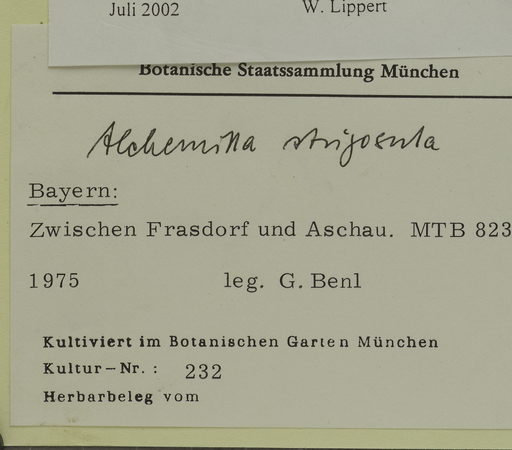 Juli 2002 W. Lippert
Botanische Staatssammlung München
Alchemilla strigosula
Bayern:
Zwischen Frasdorf und Aschau. MTB 823
1975 leg. G. Benl
Kultiviert im Botanischen Garten München
Kultur-Nr.: 232
Herbarbeleg vom